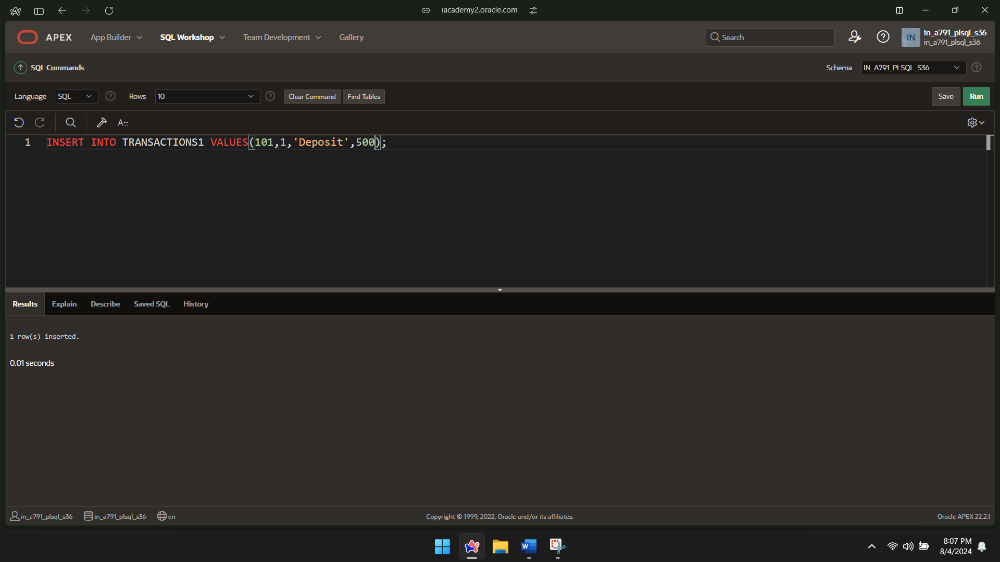 iacademy2.oracle.com
APEX App Builder SQL Workshop Team Development Gallery Search IN in_a791_plsql_s36
in_a791_plsql_s36
SQL Commands Schema IN_A791_PLSQL_S36
Language SQL Rows 10 Clear Command Find Tables Save Run
A::
1 INSERT INTO TRANSACTIONS1 VALUES(101,1,'Deposit',500);
Results Explain Describe Saved SQL History
1 row(s) inserted.
0.01 seconds
in_a791_plsql_s36 in_a791_plsql_s36 en Copyright © 1999, 2022, Oracle and/or its affiliates. Oracle APEX 22.2.1
W 8:07 PM
8/4/2024